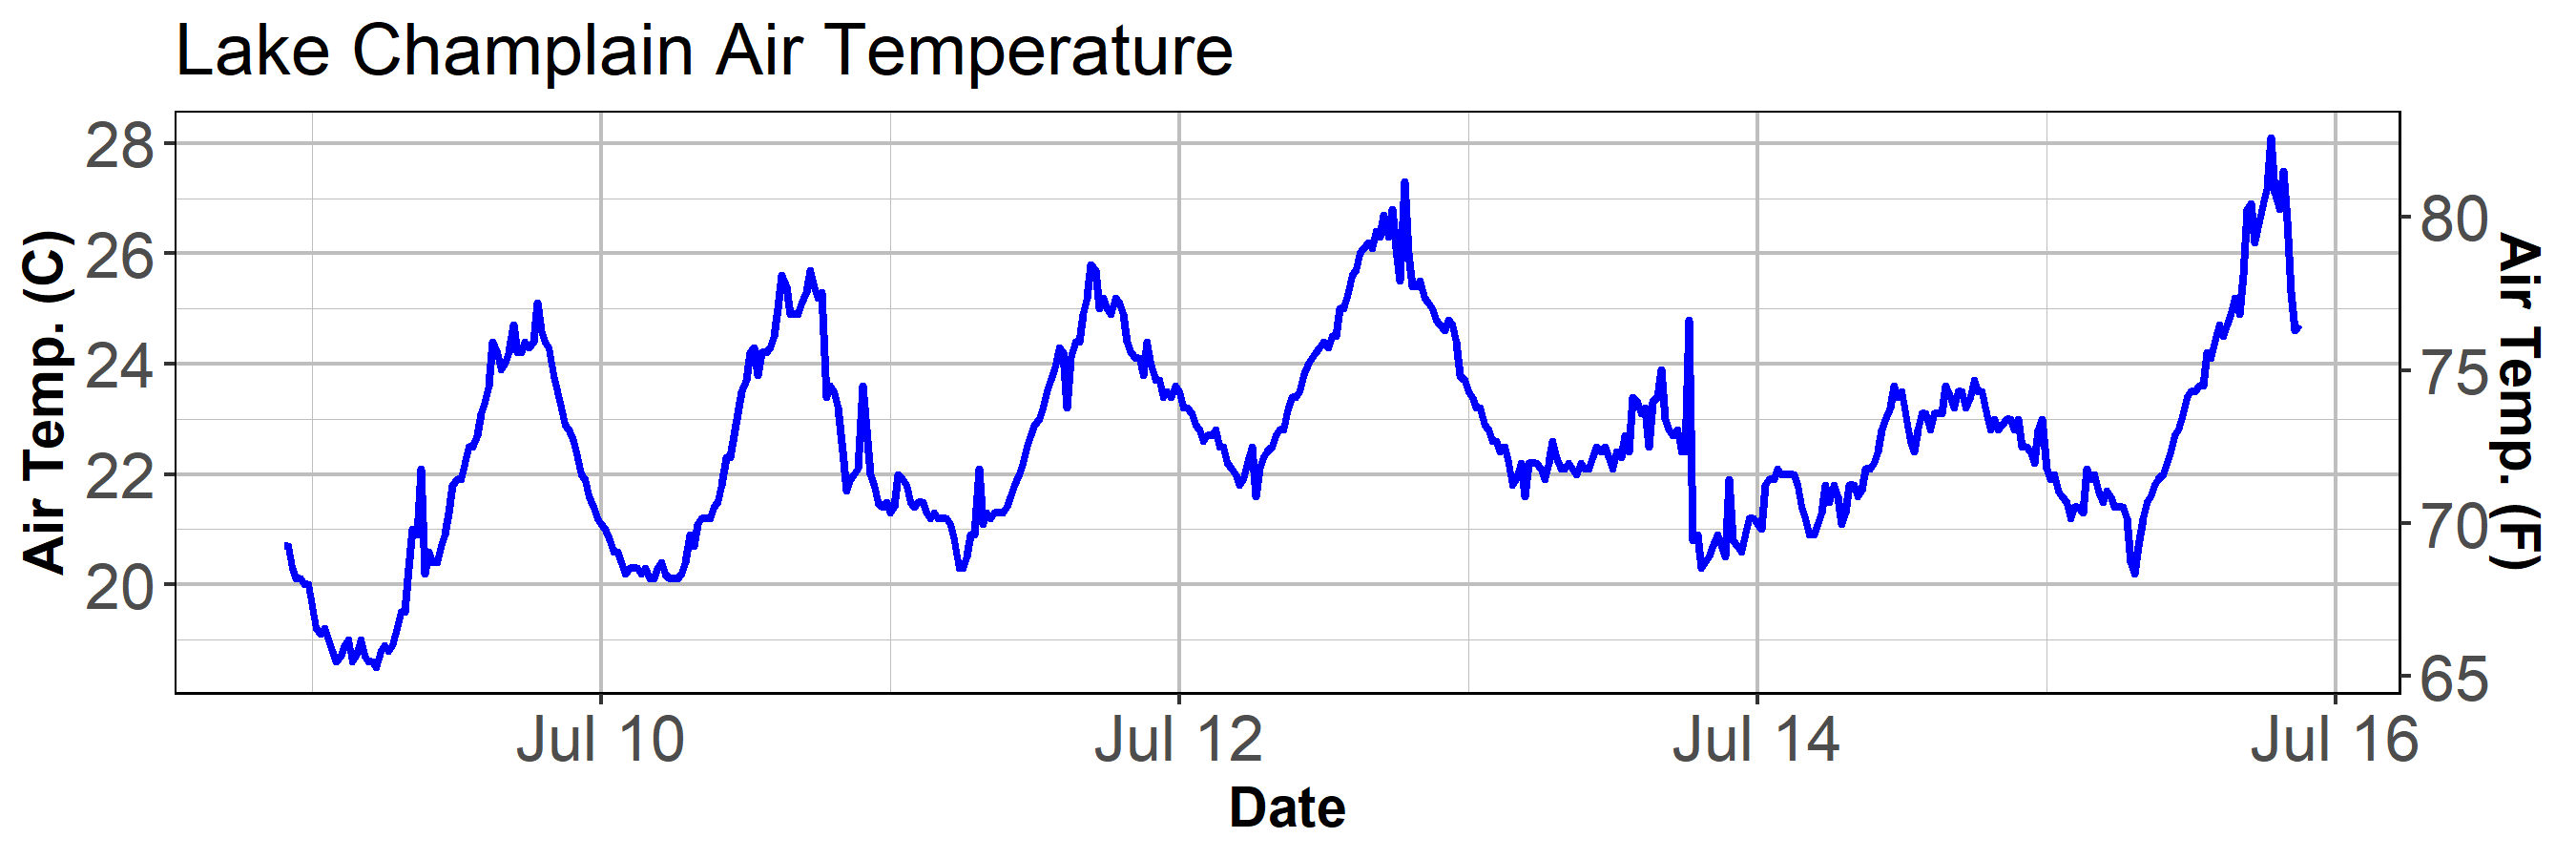 Lake Champlain Air Temperature
28
26
24
22
20
Air Temp. (C)
80
75
70
65
Air Temp. (F)
Jul 10 Jul 12 Jul 14 Jul 16
Date